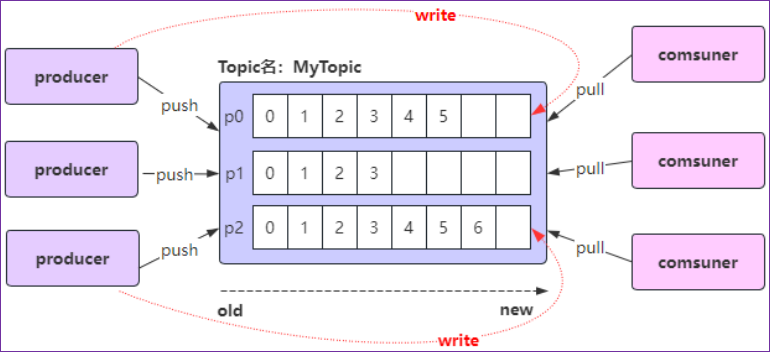 write
producer
comsuner
Topic名：MyTopic
push
pull
p0 0 1 2 3 4 5
producer
push
p1 0 1 2 3
pull
comsuner
p2 0 1 2 3 4 5 6
producer
push
pull
comsuner
old
new
write